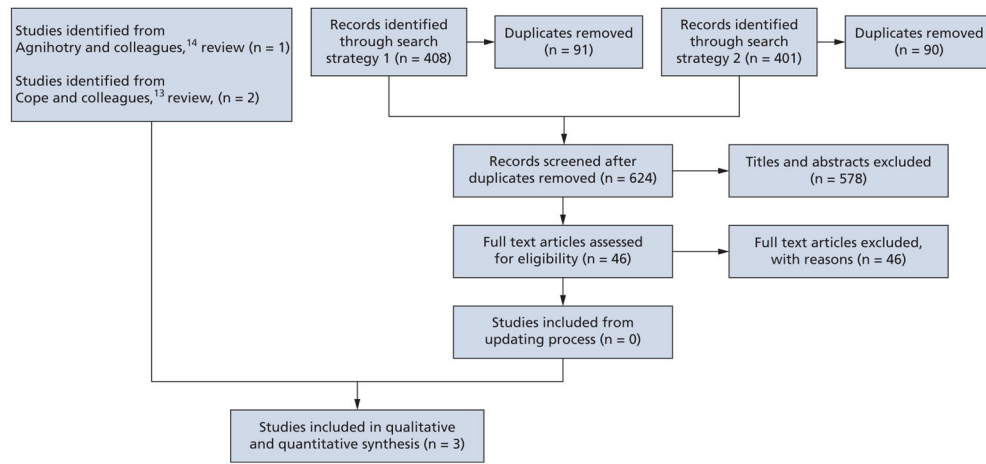 Studies identified from
Agnihotry and colleagues,14 review (n = 1)
Studies identified from
Cope and colleagues,13 review, (n = 2)
Records identified
through search
strategy 1 (n = 408)
Duplicates removed
(n = 91)
Records identified
through search
strategy 2 (n = 401)
Duplicates removed
(n = 90)
Records screened after
duplicates removed (n = 624)
Titles and abstracts excluded
(n = 578)
Full text articles assessed
for eligibility (n = 46)
Full text articles excluded,
with reasons (n = 46)
Studies included from
updating process (n = 0)
Studies included in qualitative
and quantitative synthesis (n = 3)